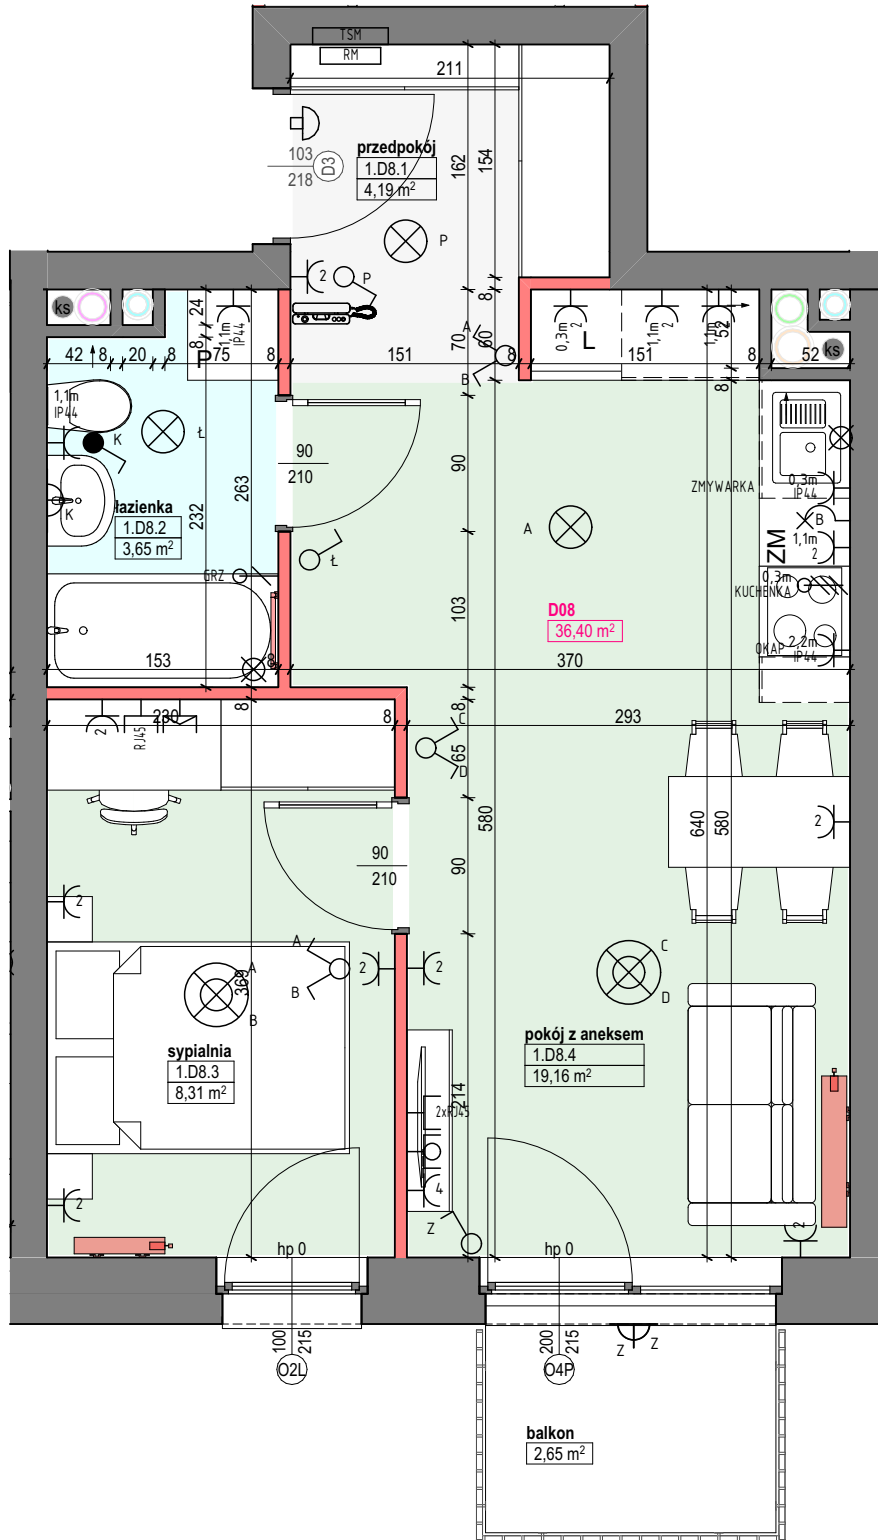 TSM
RM
211
103
218
D3
przedpokój
1.D8.1
4,19 m²
162
154
P
2
P
ks
24
8
1,1m
IP44
A
B
70
8
60
0,3m
2
L
1,1m
2
1,1m
52
ks
42
8
20
8
P
75
8
151
8
151
8
52
8
1,1m
IP44
K
Ł
K
łazienka
1.D8.2
3,65 m²
232
263
90
210
90
A
ZMYWARKA
0,3m
IP44
B
1,1m
2
ZM
0,3m
KUCHENKA
Ł
GRZ
103
D08
36,40 m²
OKAP
2,2m
IP44
153
8
370
230
8
8
8
293
2
RJ45
C
D
65
580
640
580
2
90
210
90
2
A
B
2
2
369
A
B
C
D
sypialnia
1.D8.3
8,31 m²
pokój z aneksem
1.D8.4
19,16 m²
214
2xRJ45
4
2
Z
2
hp 0
hp 0
100
215
O2L
200
215
O4P
Z
Z
balkon
2,65 m²